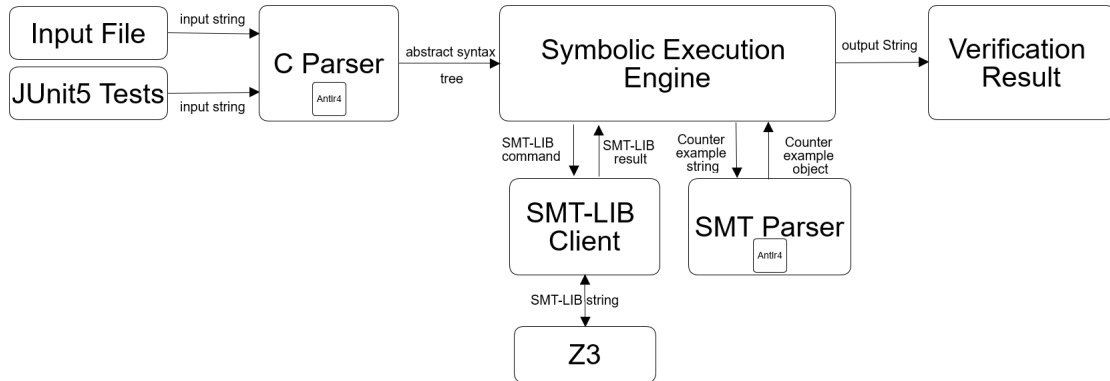 input string
Input File
JUnit5 Tests
input string
C Parser
Antlr4
abstract syntax
tree
Symbolic Execution
Engine
output String
Verification
Result
SMT-LIB
command
SMT-LIB
result
Counter
example
string
Counter
example
object
SMT-LIB
Client
SMT Parser
Antlr4
SMT-LIB string
Z3